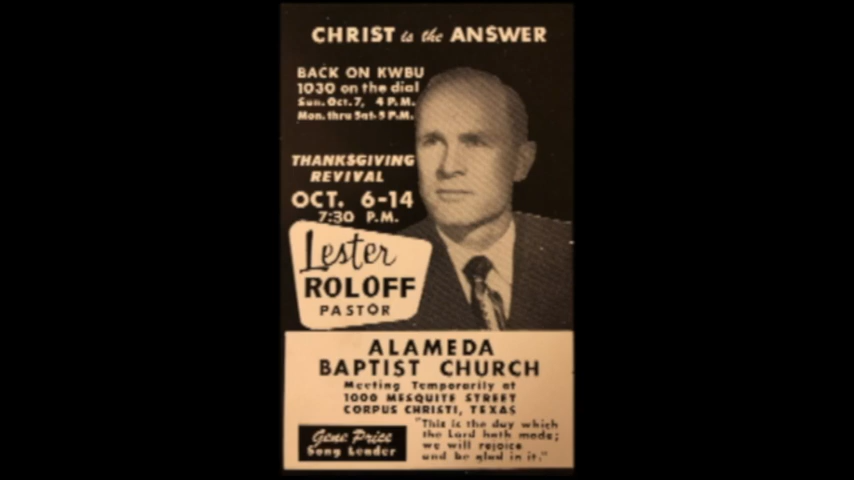 CHRIST is the ANSWER
BACK ON KWBU
1030 on the dial
Sun. Oct. 7, 4 P.M.
Mon. thru Sat. 5 P.M.
THANKSGIVING
REVIVAL
OCT. 6-14
7:30 P.M.
Lester
ROLOFF
PASTOR
ALAMEDA
BAPTIST CHURCH
Meeting Temporarily at
1000 MESQUITE STREET
CORPUS CHRISTI, TEXAS
Gene Price
Song Leader
"This is the day which
the Lord hath made;
we will rejoice
and be glad in it."